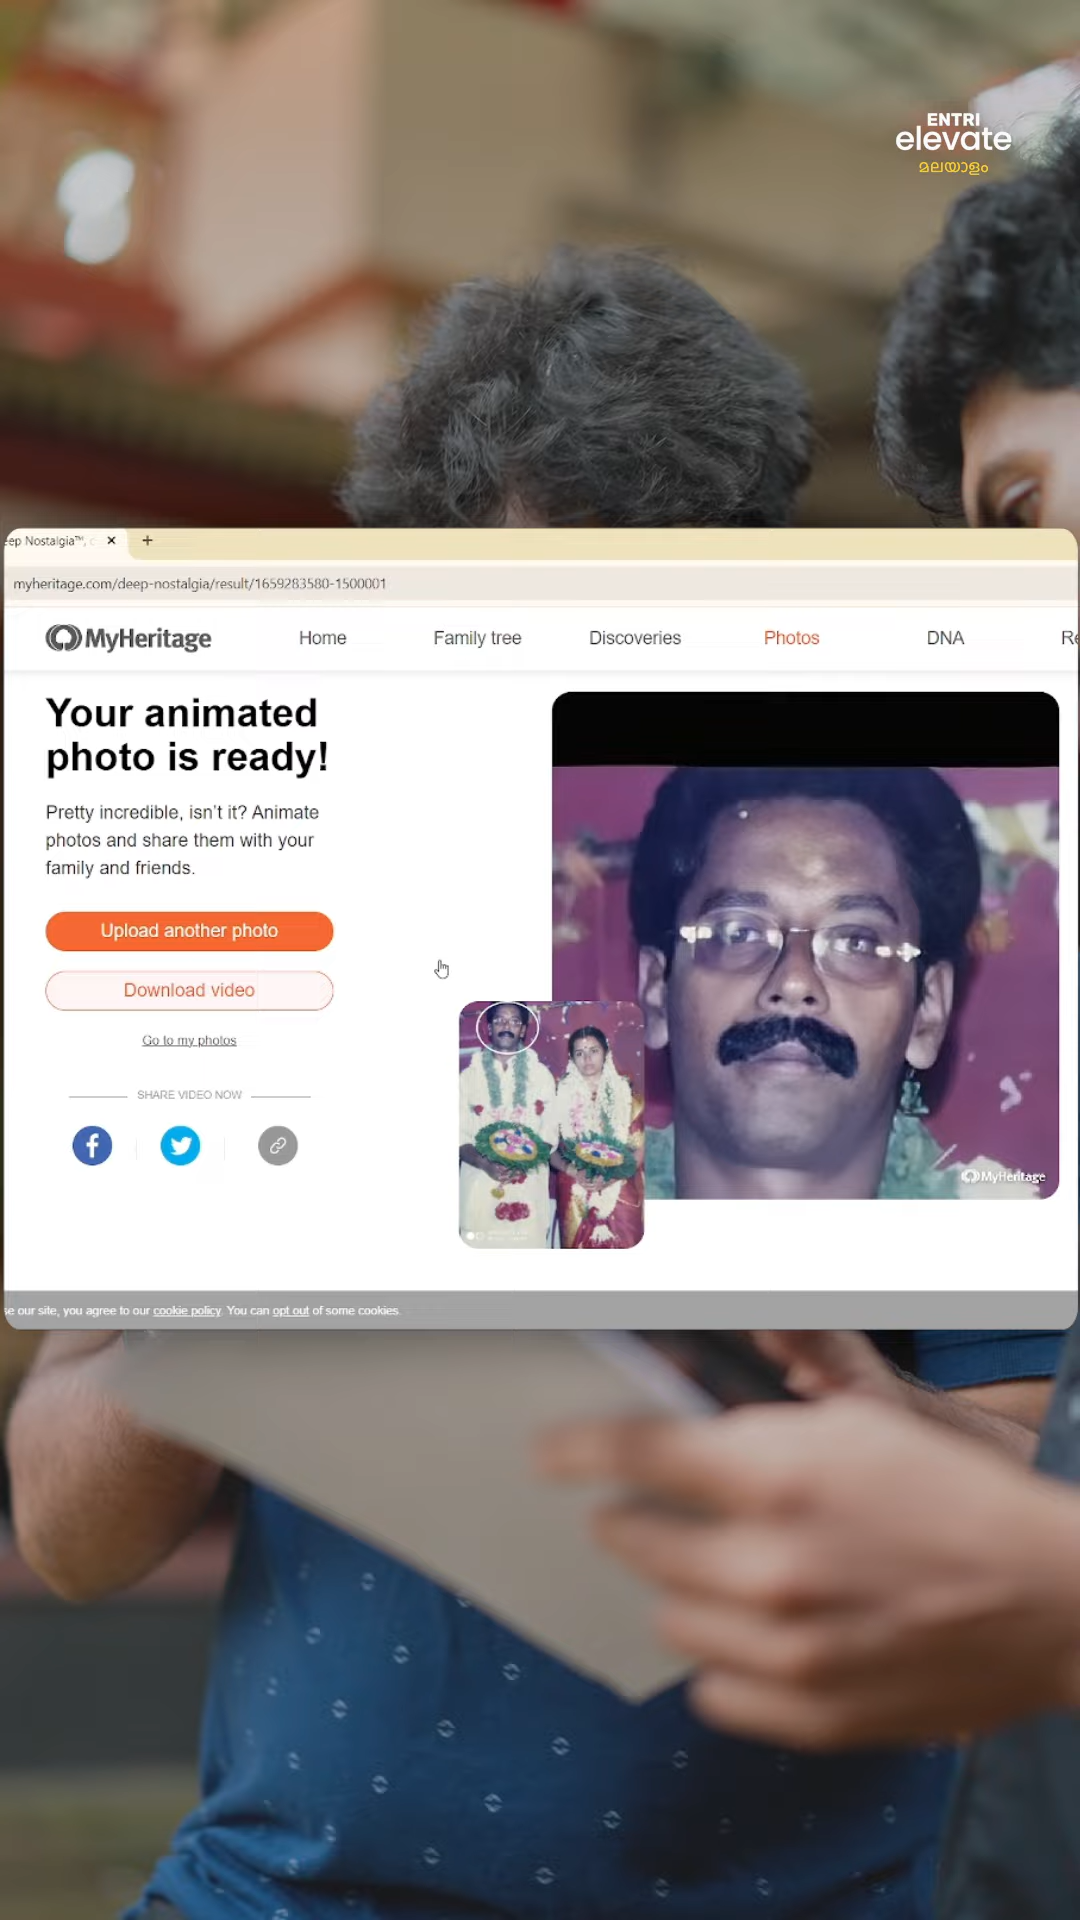 ENTRI
elevate
മലയാളം
eep Nostalgia™,
myheritage.com/deep-nostalgia/result/1659283580-1500001
MyHeritage
Home
Family tree
Discoveries
Photos
DNA
Your animated
photo is ready!
Pretty incredible, isn't it? Animate
photos and share them with your
family and friends.
Upload another photo
Download video
Go to my photos
SHARE VIDEO NOW
MyHeritage
se our site, you agree to our cookie policy. You can opt out of some cookies.